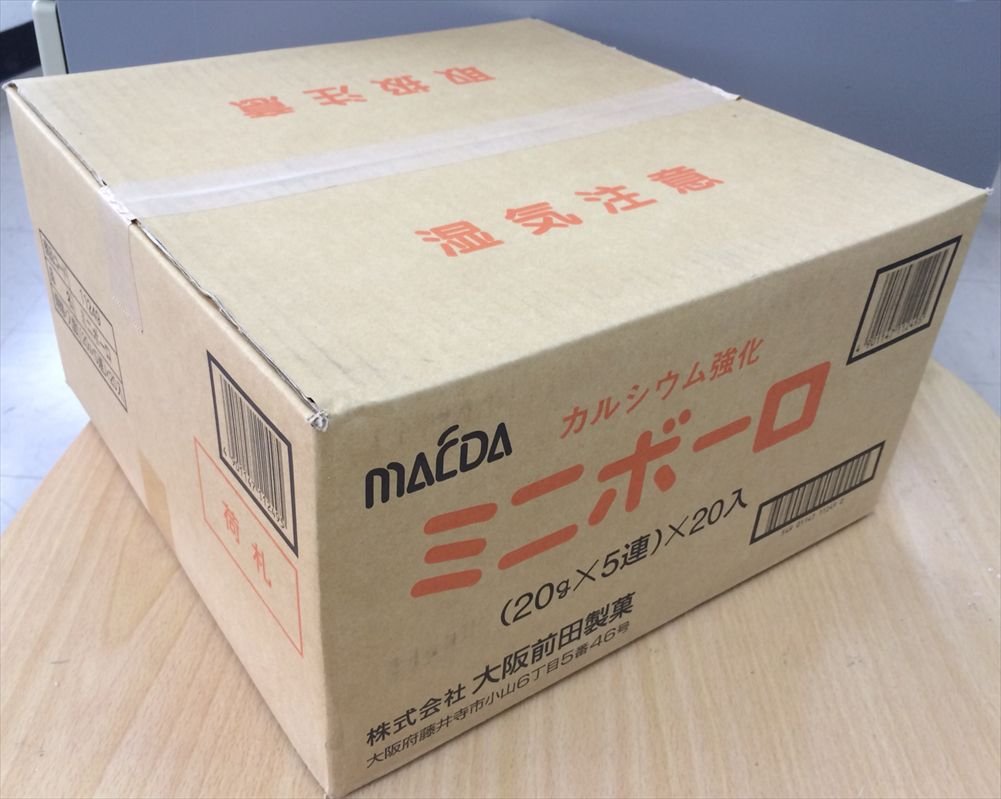 取扱注意
湿気注意
MAEDA
カルシウム強化
ミニボーロ
(20g×5連)×20入
株式会社 大阪前田製菓
大阪府藤井寺市小山6丁目5番46号
荷札